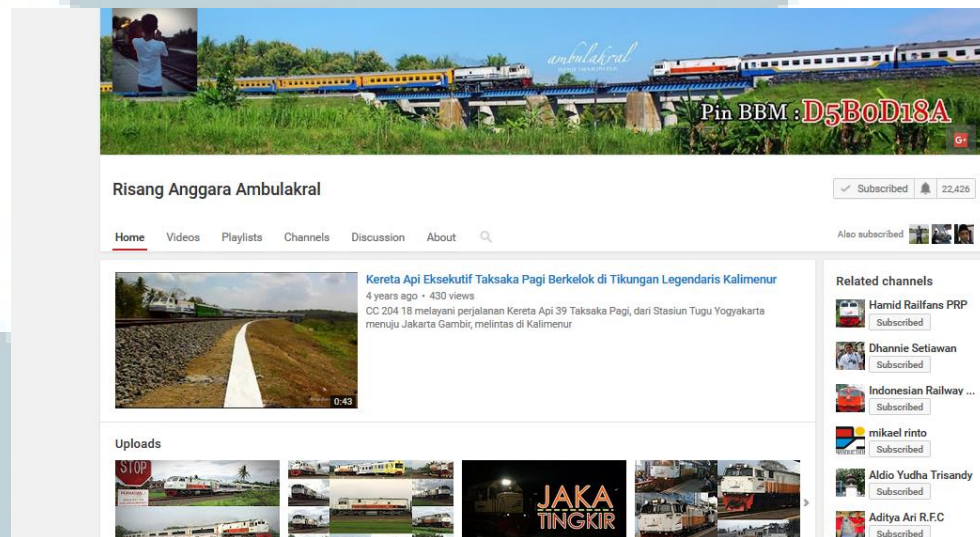 ambulahral
Pin BBM : D5B0D18A
G+
Risang Anggara Ambulakral
Subscribed 22,426
Home Videos Playlists Channels Discussion About
Also subscribed
Kereta Api Eksekutif Taksaka Pagi Berkelok di Tikungan Legendaris Kalimenur
4 years ago • 430 views
CC 204 18 melayani perjalanan Kereta Api 39 Taksaka Pagi, dari Stasiun Tugu Yogyakarta
menuju Jakarta Gambir, melintas di Kalimenur
0:43
Related channels
Hamid Railfans PRP
Subscribed
Dhannie Setiawan
Subscribed
Indonesian Railway ...
Subscribed
mikael rinto
Subscribed
Aldio Yudha Trisandy
Subscribed
Aditya Ari R.F.C
Subscribed
Uploads
STOP
JAKA
TINGKIR